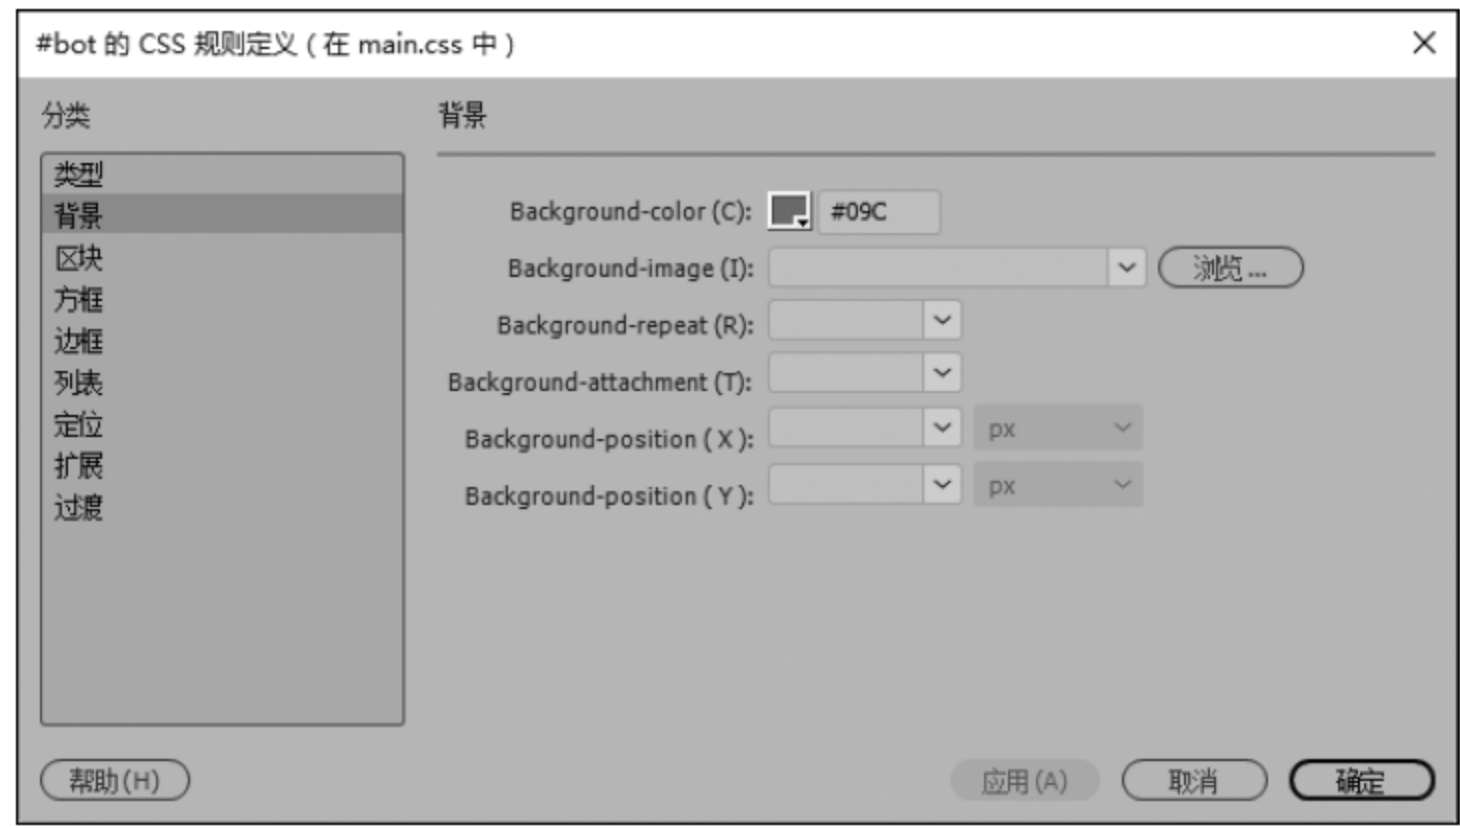 #bot 的 CSS 规则定义 ( 在 main.css 中 )
分类
类型
背景
区块
方框
边框
列表
定位
扩展
过渡
背景
Background-color (C): #09C
Background-image (I): 浏览 ...
Background-repeat (R):
Background-attachment (T):
Background-position ( X ): px
Background-position ( Y ): px
帮助 (H) 应用 (A) 取消 确定